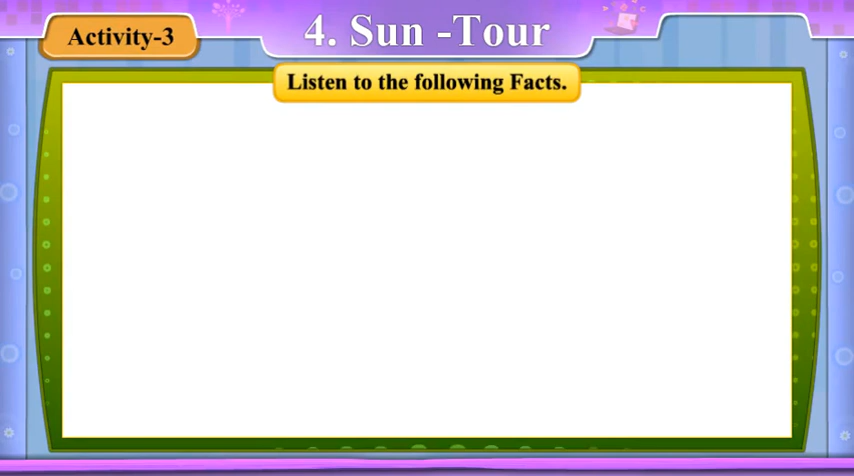 4. Sun -Tour
Activity-3
Listen to the following Facts.